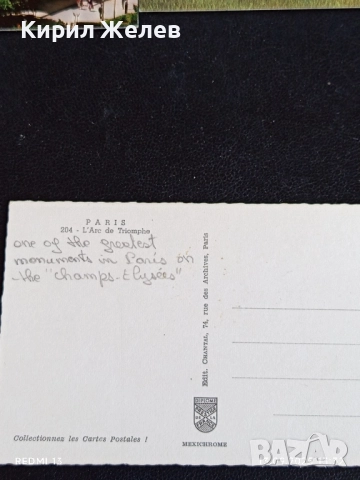 Кирил Желев
PARIS
204 - L'Arc de Triomphe
one of the greatest
monuments in Paris on
the "Champs-Elysées"
Edit. CHANTAL, 74, rue des Archives, Paris
Collectionnez les Cartes Postales !
MEXICHROME
REDMI 13
BAZAR